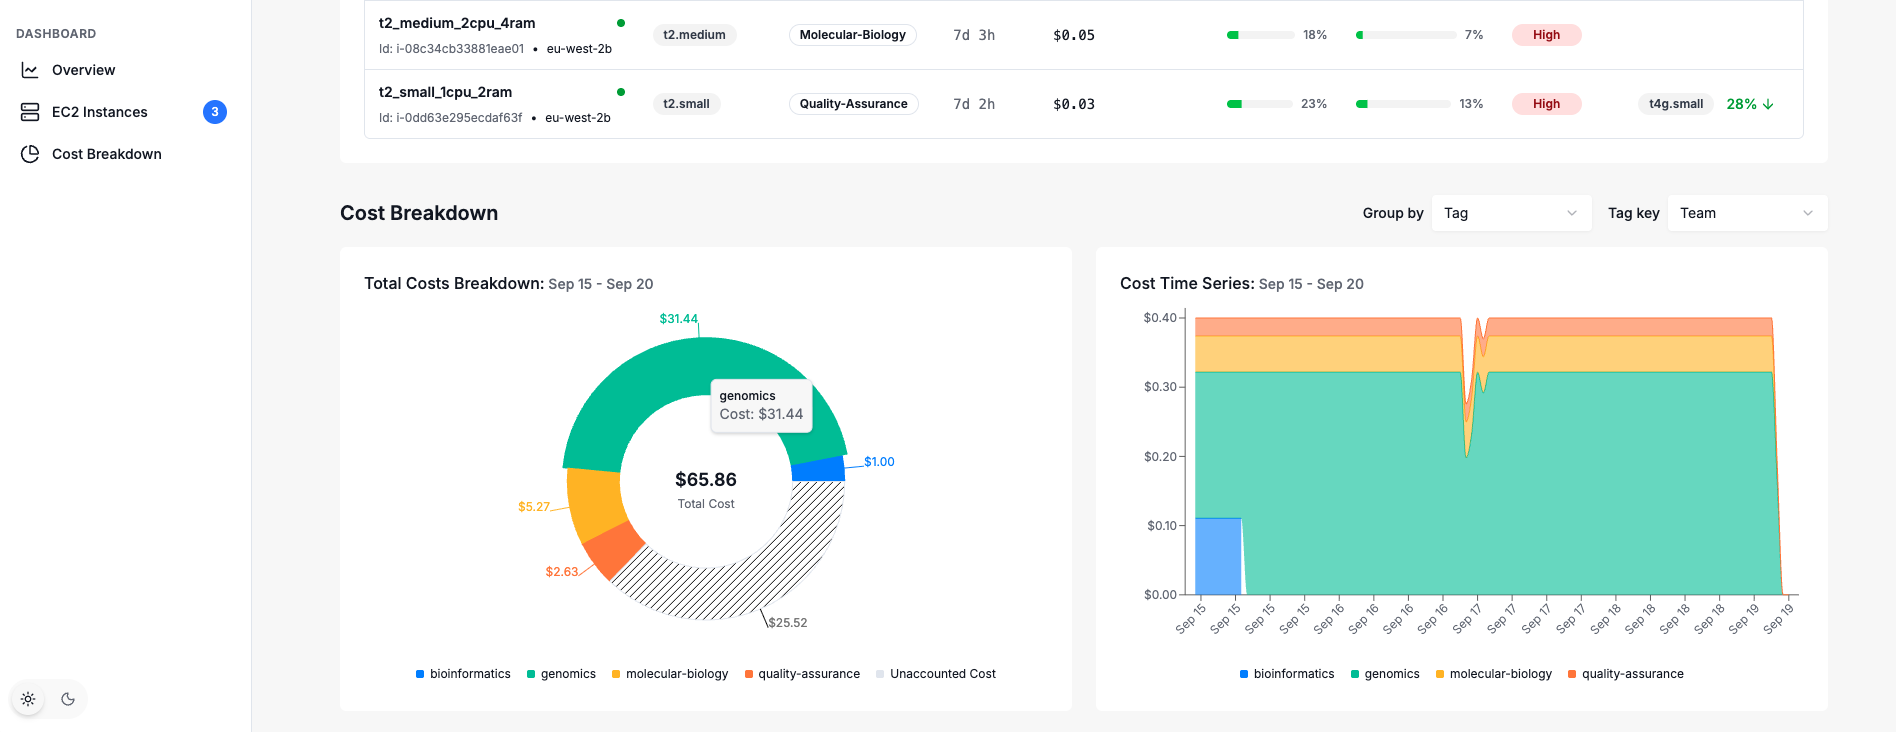 DASHBOARD
Overview
EC2 Instances 3
Cost Breakdown
t2_medium_2cpu_4ram
Id: i-08c34cb33881eae01 • eu-west-2b
t2.medium Molecular-Biology 7d 3h $0.05 18% 7% High
t2_small_1cpu_2ram
Id: i-0dd63e295ecdaf63f • eu-west-2b
t2.small Quality-Assurance 7d 2h $0.03 23% 13% High t4g.small 28% ↓
Cost Breakdown
Group by Tag Tag key Team
Total Costs Breakdown: Sep 15 - Sep 20
$31.44
genomics
Cost: $31.44
$1.00
$65.86
Total Cost
$5.27
$2.63
$25.52
bioinformatics genomics molecular-biology quality-assurance Unaccounted Cost
Cost Time Series: Sep 15 - Sep 20
$0.40
$0.30
$0.20
$0.10
$0.00
Sep 15 Sep 15 Sep 15 Sep 15 Sep 16 Sep 16 Sep 16 Sep 16 Sep 17 Sep 17 Sep 17 Sep 17 Sep 18 Sep 18 Sep 18 Sep 18 Sep 19 Sep 19
bioinformatics genomics molecular-biology quality-assurance